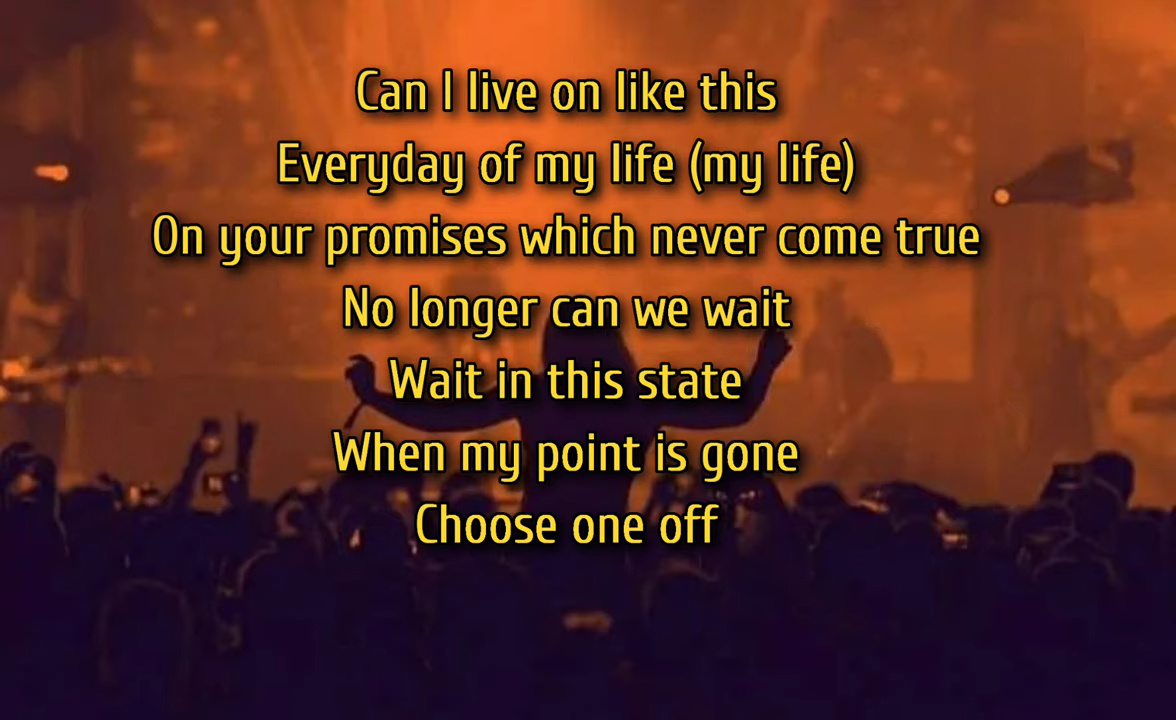 Can I live on like this
Everyday of my life (my life)
On your promises which never come true
No longer can we wait
Wait in this state
When my point is gone
Choose one off